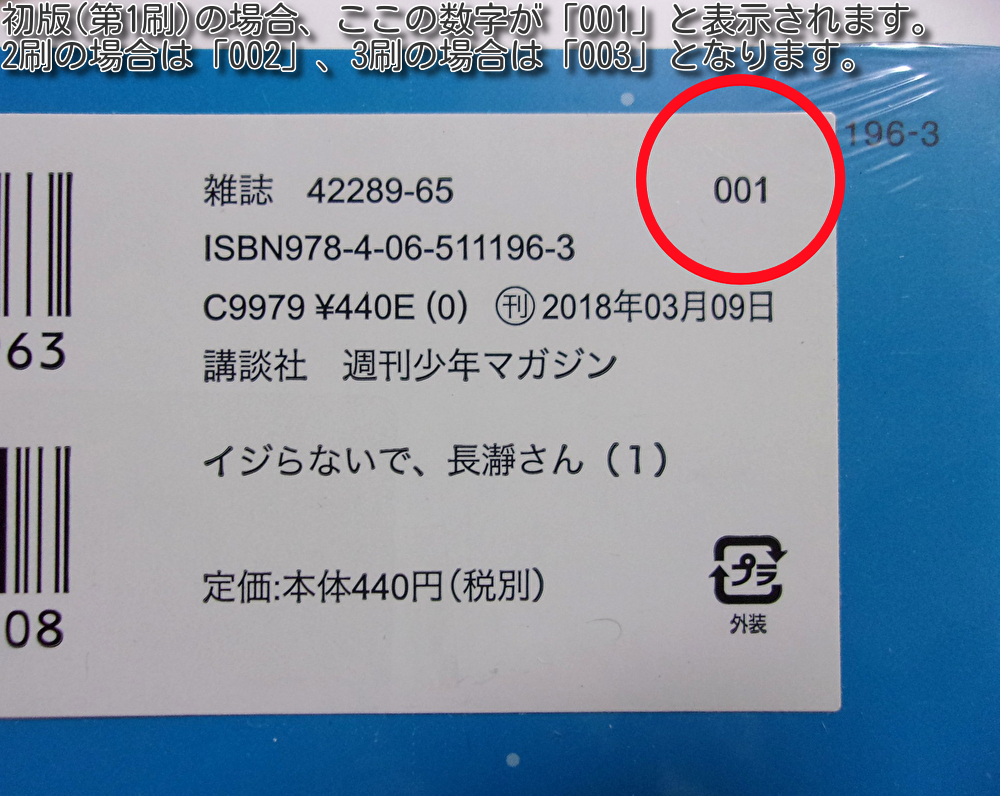 初版(第1刷)の場合、ここの数字が「001」と表示されます。
2刷の場合は「002」、3刷の場合は「003」となります。
196-3
雑誌 42289-65 001
ISBN978-4-06-511196-3
C9979 ¥440E (0) ㊞刊 2018年03月09日
講談社 週刊少年マガジン
963
イジらないで、長瀞さん (1)
定価:本体440円(税別)
プラ
外装
08